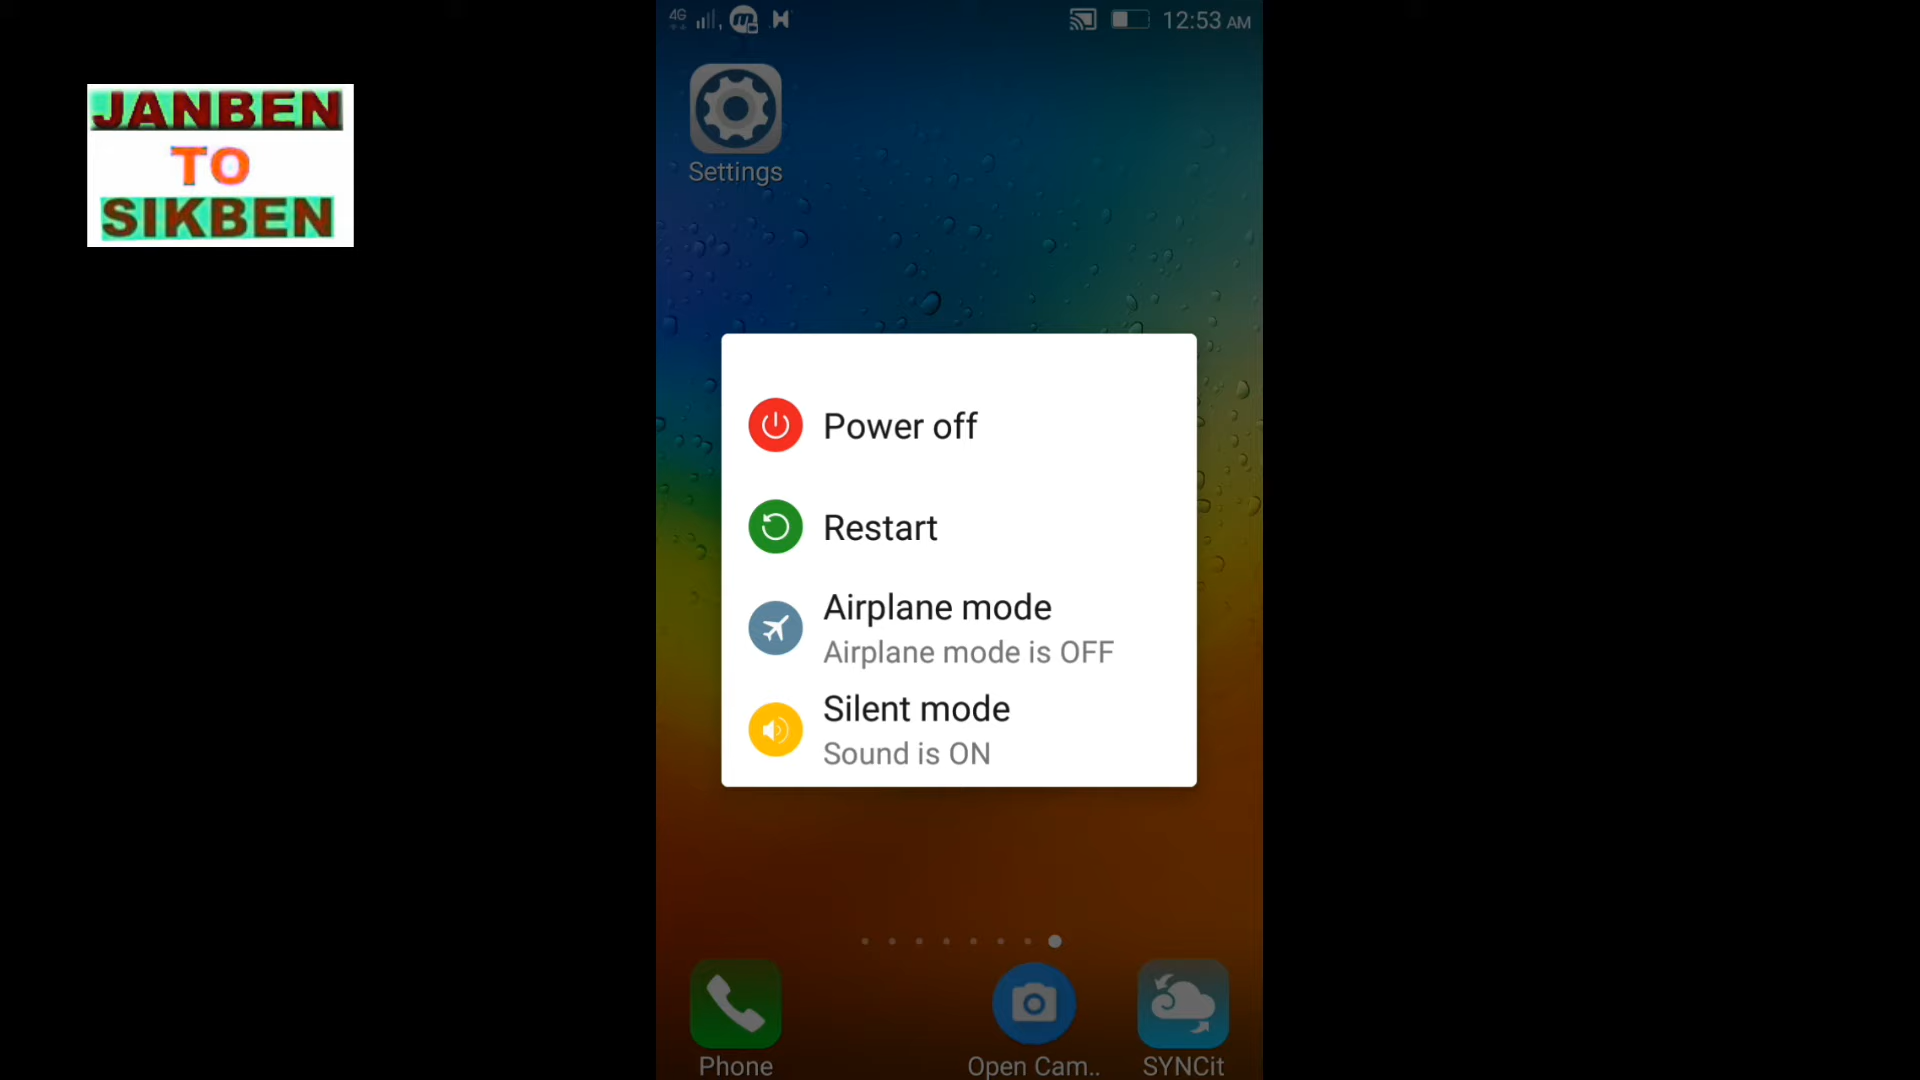 JANBEN
TO
SIKBEN
4G
12:53 AM
Settings
Power off
Restart
Airplane mode
Airplane mode is OFF
Silent mode
Sound is ON
Phone
Open Cam..
SYNCit